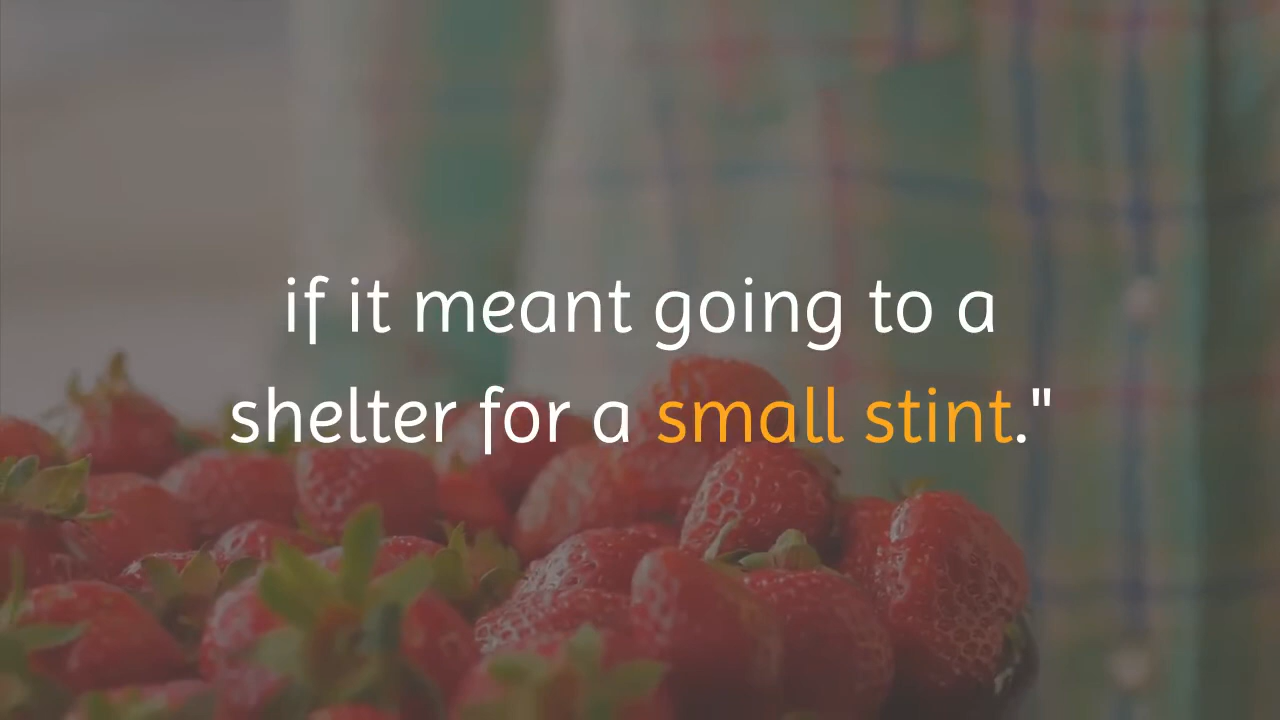 if it meant going to a
shelter for a small stint."